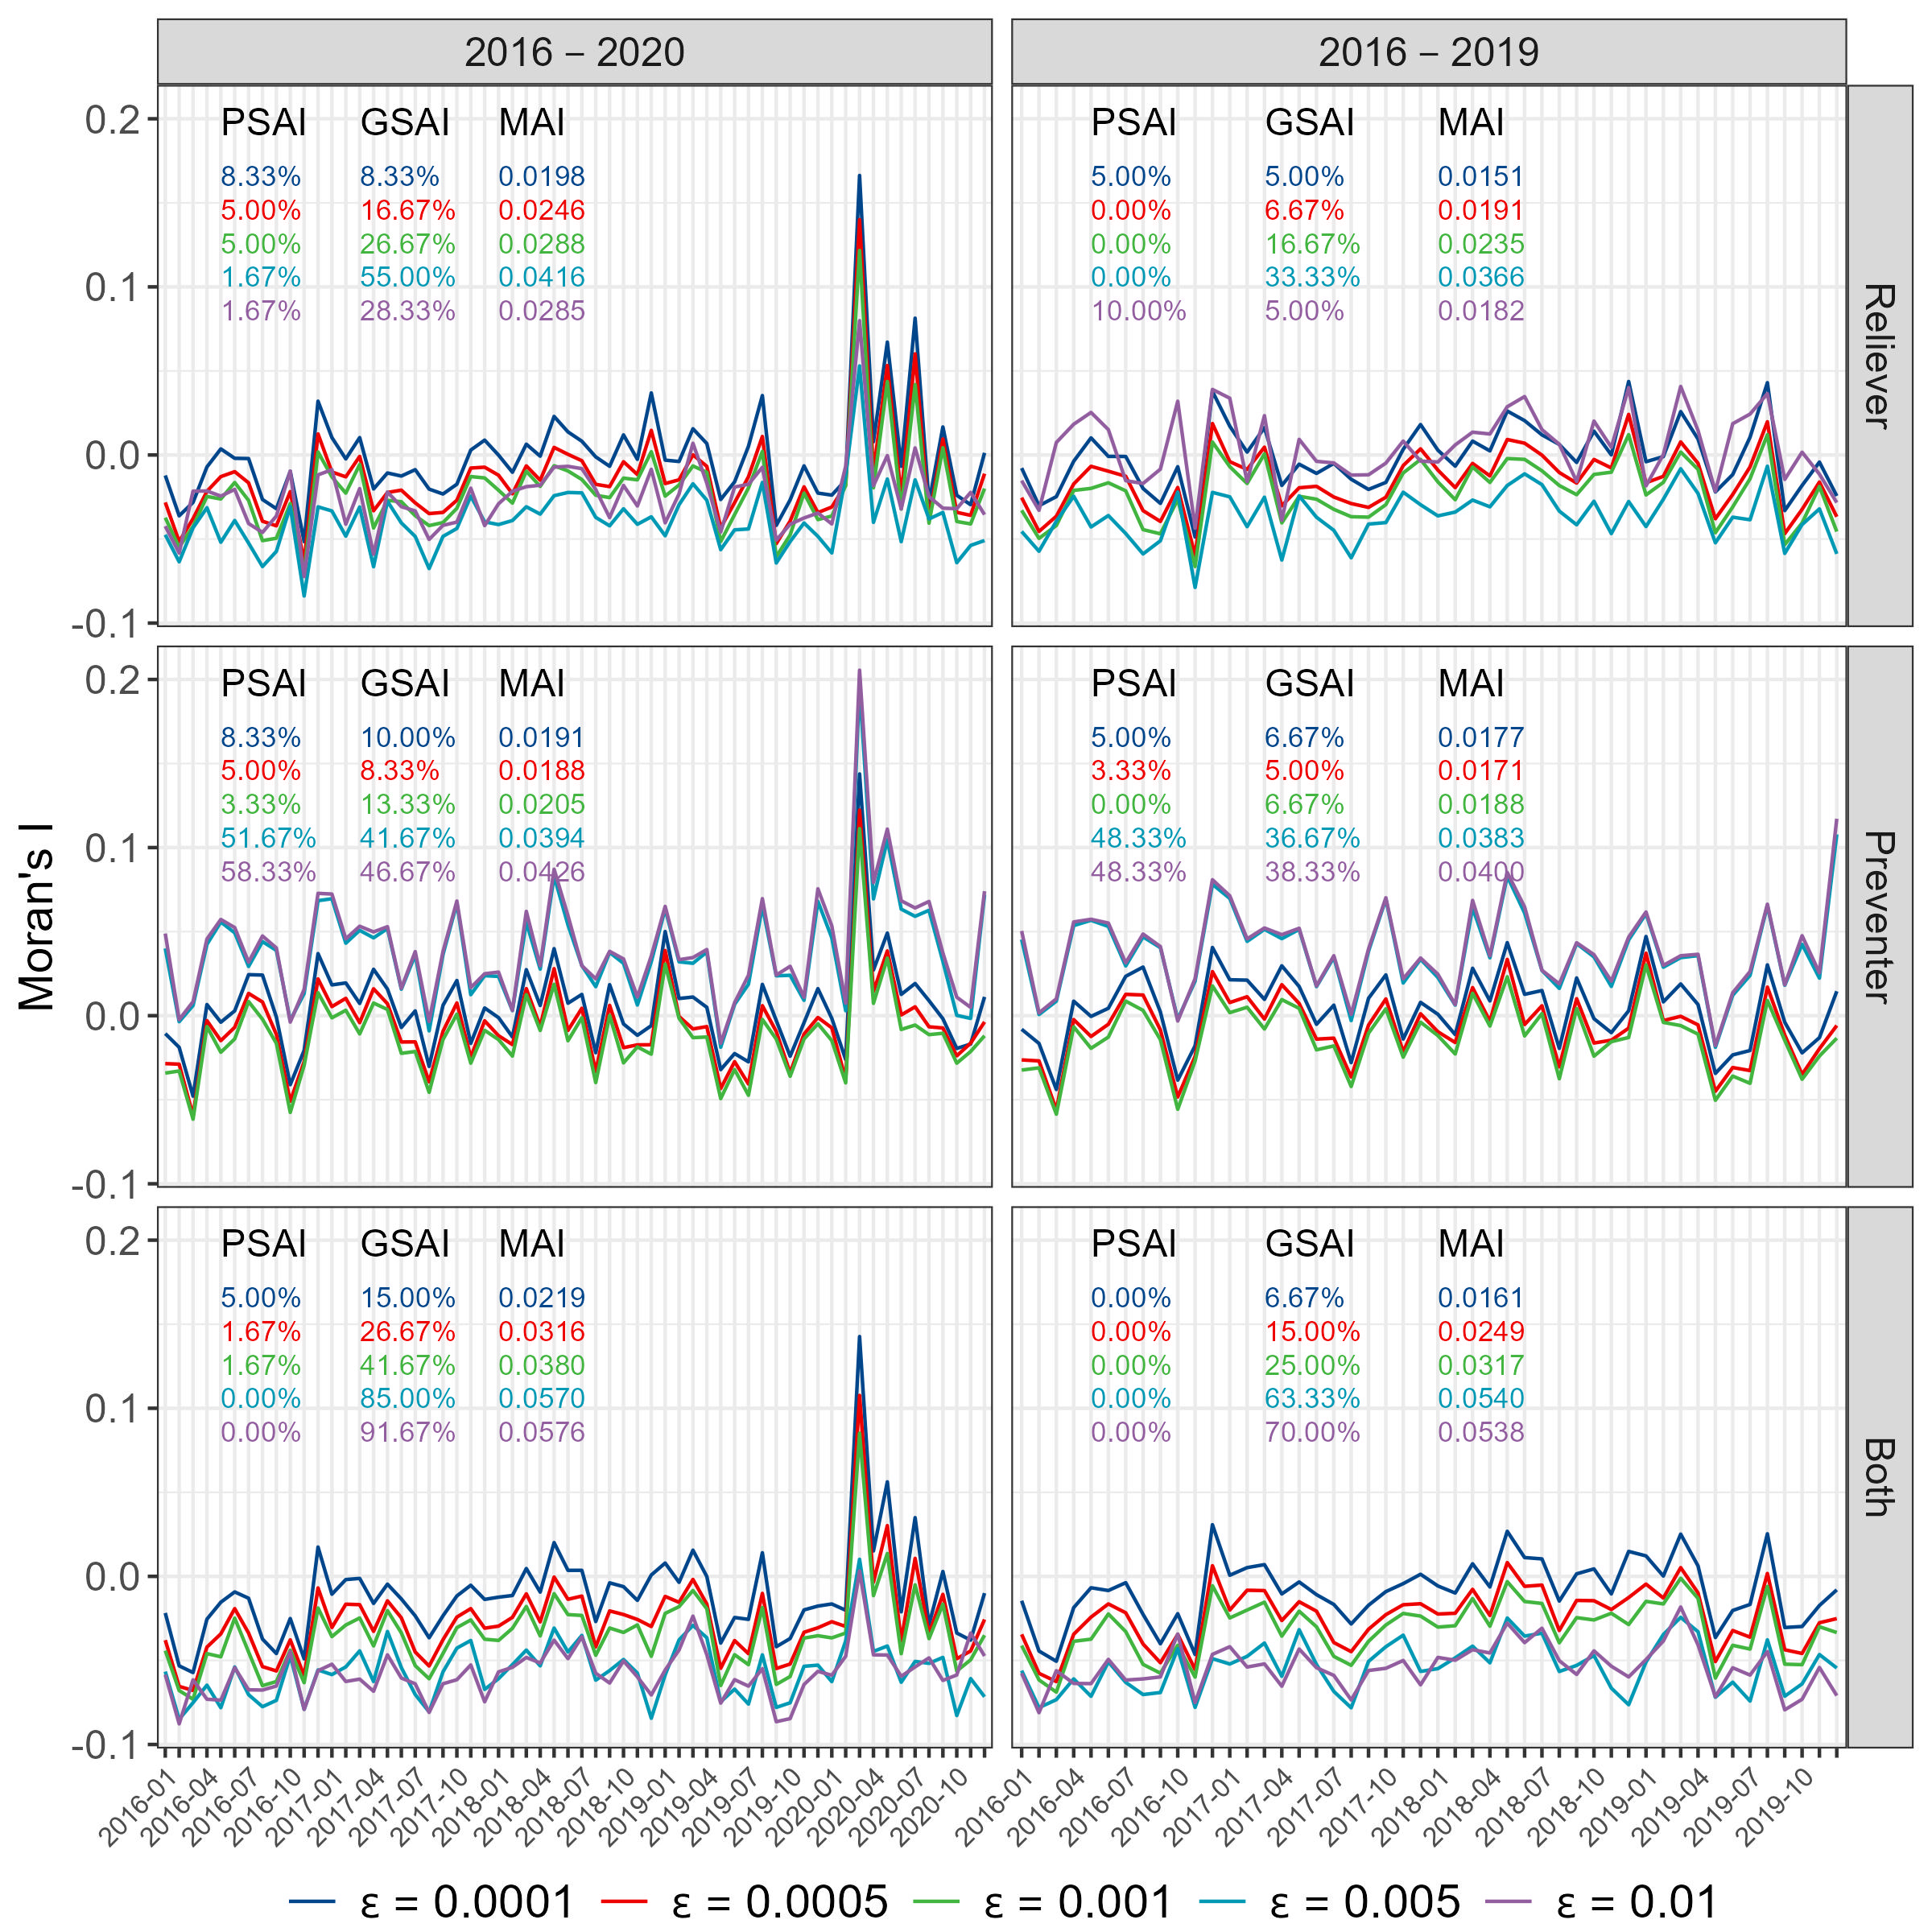 2016 – 2020
2016 – 2019
Moran's I
0.2
0.1
0.0
-0.1
PSAI GSAI MAI
8.33% 8.33% 0.0198
5.00% 16.67% 0.0246
5.00% 26.67% 0.0288
1.67% 55.00% 0.0416
1.67% 28.33% 0.0285
PSAI GSAI MAI
5.00% 5.00% 0.0151
0.00% 6.67% 0.0191
0.00% 16.67% 0.0235
0.00% 33.33% 0.0366
10.00% 5.00% 0.0182
Reliever
0.2
0.1
0.0
-0.1
PSAI GSAI MAI
8.33% 10.00% 0.0191
5.00% 8.33% 0.0188
3.33% 13.33% 0.0205
51.67% 41.67% 0.0394
58.33% 46.67% 0.0426
PSAI GSAI MAI
5.00% 6.67% 0.0177
3.33% 5.00% 0.0171
0.00% 6.67% 0.0188
48.33% 36.67% 0.0383
48.33% 38.33% 0.0400
Preventer
0.2
0.1
0.0
-0.1
PSAI GSAI MAI
5.00% 15.00% 0.0219
1.67% 26.67% 0.0316
1.67% 41.67% 0.0380
0.00% 85.00% 0.0570
0.00% 91.67% 0.0576
PSAI GSAI MAI
0.00% 6.67% 0.0161
0.00% 15.00% 0.0249
0.00% 25.00% 0.0317
0.00% 63.33% 0.0540
0.00% 70.00% 0.0538
Both
2016-01 2016-04 2016-07 2016-10 2017-01 2017-04 2017-07 2017-10 2018-01 2018-04 2018-07 2018-10 2019-01 2019-04 2019-07 2019-10 2020-01 2020-04 2020-07 2020-10
2016-01 2016-04 2016-07 2016-10 2017-01 2017-04 2017-07 2017-10 2018-01 2018-04 2018-07 2018-10 2019-01 2019-04 2019-07 2019-10
ε = 0.0001 ε = 0.0005 ε = 0.001 ε = 0.005 ε = 0.01